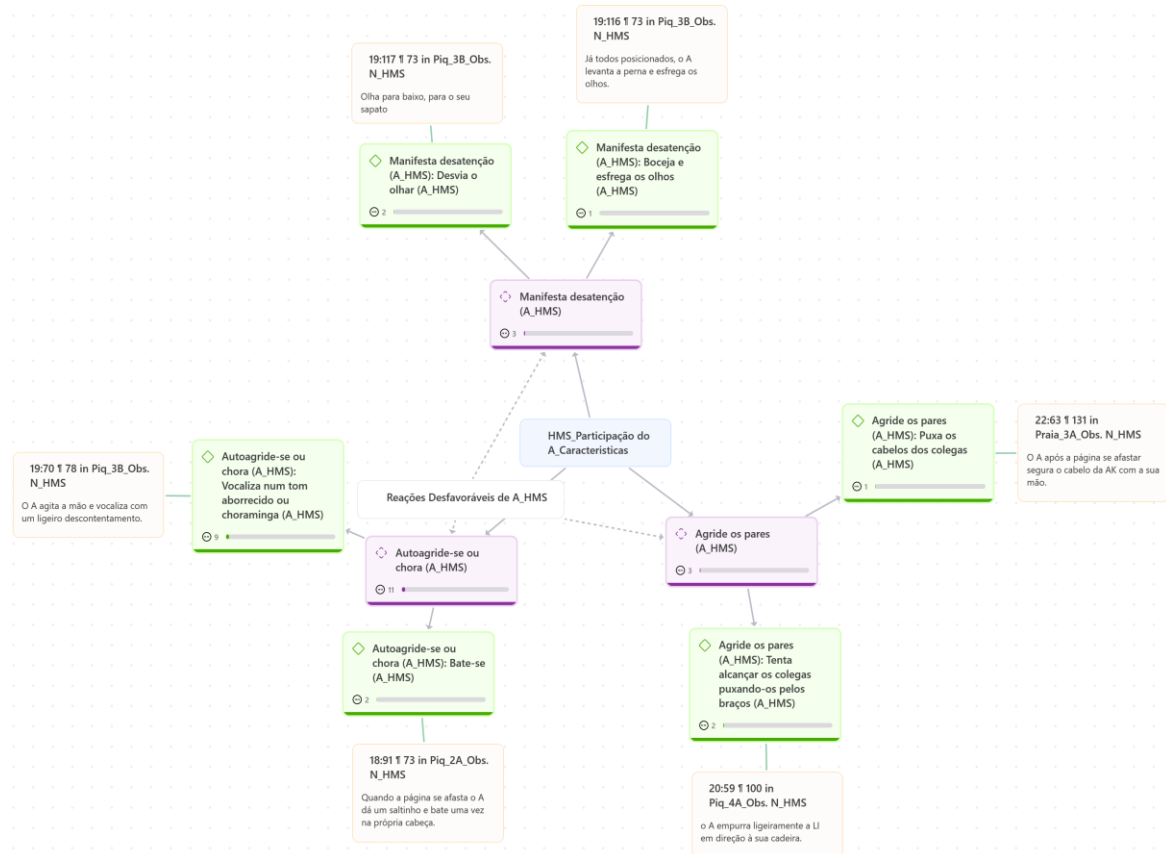 19:116 ¶ 73 in Piq_3B_Obs.
N_HMS
Já todos posicionados, o A
levanta a perna e esfrega os
olhos.
19:117 ¶ 73 in Piq_3B_Obs.
N_HMS
Olha para baixo, para o seu
sapato
Manifesta desatenção
(A_HMS): Desvia o
olhar (A_HMS)
2
Manifesta desatenção
(A_HMS): Boceja e
esfrega os olhos
(A_HMS)
1
Manifesta desatenção
(A_HMS)
3
HMS_Participação do
A_Caracteristicas
Reações Desfavoráveis de A_HMS
Agride os pares
(A_HMS): Puxa os
cabelos dos colegas
(A_HMS)
1
22:63 ¶ 131 in
Praia_3A_Obs. N_HMS
O A após a página se afastar
segura o cabelo da AK com a sua
mão.
19:70 ¶ 78 in Piq_3B_Obs.
N_HMS
O A agita a mão e vocaliza com
um ligeiro descontentamento.
Autoagride-se ou
chora (A_HMS):
Vocaliza num tom
aborrecido ou
choraminga (A_HMS)
9
Autoagride-se ou
chora (A_HMS)
11
Agride os pares
(A_HMS)
3
Autoagride-se ou
chora (A_HMS): Bate-se
(A_HMS)
2
Agride os pares
(A_HMS): Tenta
alcançar os colegas
puxando-os pelos
braços (A_HMS)
2
18:91 ¶ 73 in Piq_2A_Obs.
N_HMS
Quando a página se afasta o A
dá um saltinho e bate uma vez
na própria cabeça.
20:59 ¶ 100 in
Piq_4A_Obs. N_HMS
o A empurra ligeiramente a LI
em direção à sua cadeira.